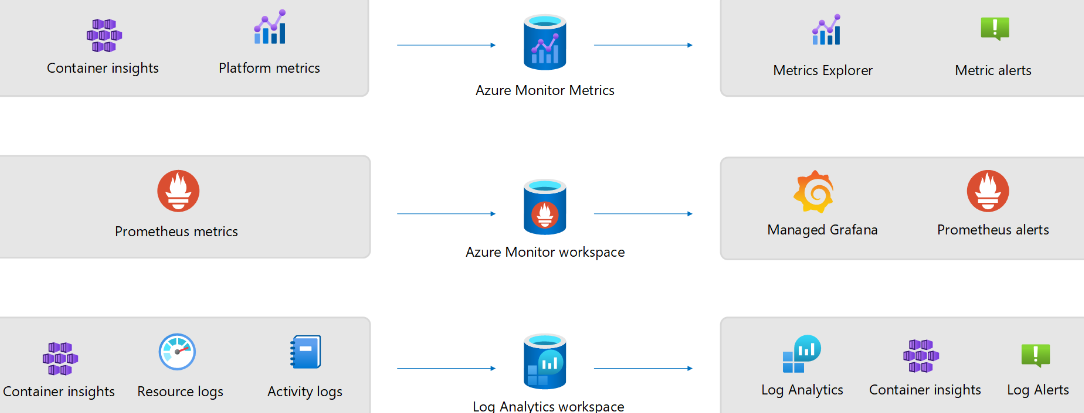 Container insights
Platform metrics
Azure Monitor Metrics
Metrics Explorer
Metric alerts
Prometheus metrics
Azure Monitor workspace
Managed Grafana
Prometheus alerts
Container insights
Resource logs
Activity logs
Log Analytics workspace
Log Analytics
Container insights
Log Alerts